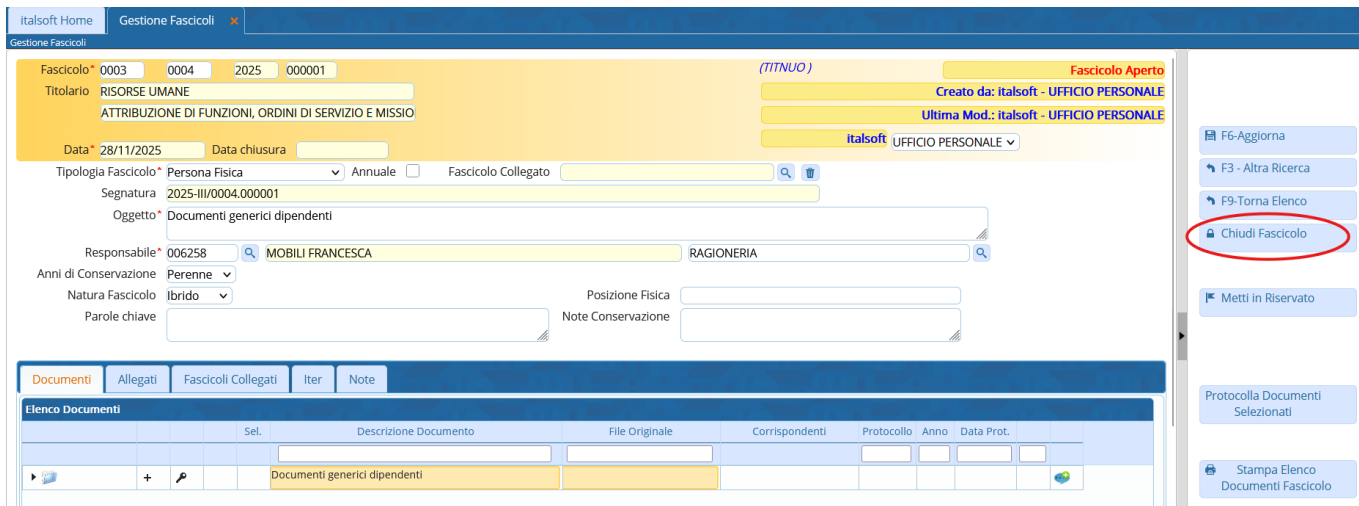 italsoft Home Gestione Fascicoli ×
Gestione Fascicoli
Fascicolo* 0003 0004 2025 000001 (TITNUO ) Fascicolo Aperto
Titolario RISORSE UMANE Creato da: italsoft - UFFICIO PERSONALE
ATTRIBUZIONE DI FUNZIONI, ORDINI DI SERVIZIO E MISSIO Ultima Mod.: italsoft - UFFICIO PERSONALE
italsoft UFFICIO PERSONALE
Data* 28/11/2025 Data chiusura
Tipologia Fascicolo* Persona Fisica Annuale Fascicolo Collegato
Segnatura 2025-III/0004.000001
Oggetto* Documenti generici dipendenti
Responsabile* 006258 MOBILI FRANCESCA RAGIONERIA
Anni di Conservazione Perenne
Natura Fascicolo Ibrido Posizione Fisica
Parole chiave Note Conservazione
F6-Aggiorna
F3 - Altra Ricerca
F9-Torna Elenco
Chiudi Fascicolo
Metti in Riservato
Protocolla Documenti
Selezionati
Stampa Elenco
Documenti Fascicolo
Documenti Allegati Fascicoli Collegati Iter Note
Elenco Documenti
Sel. Descrizione Documento File Originale Corrispondenti Protocollo Anno Data Prot.
+ Documenti generici dipendenti